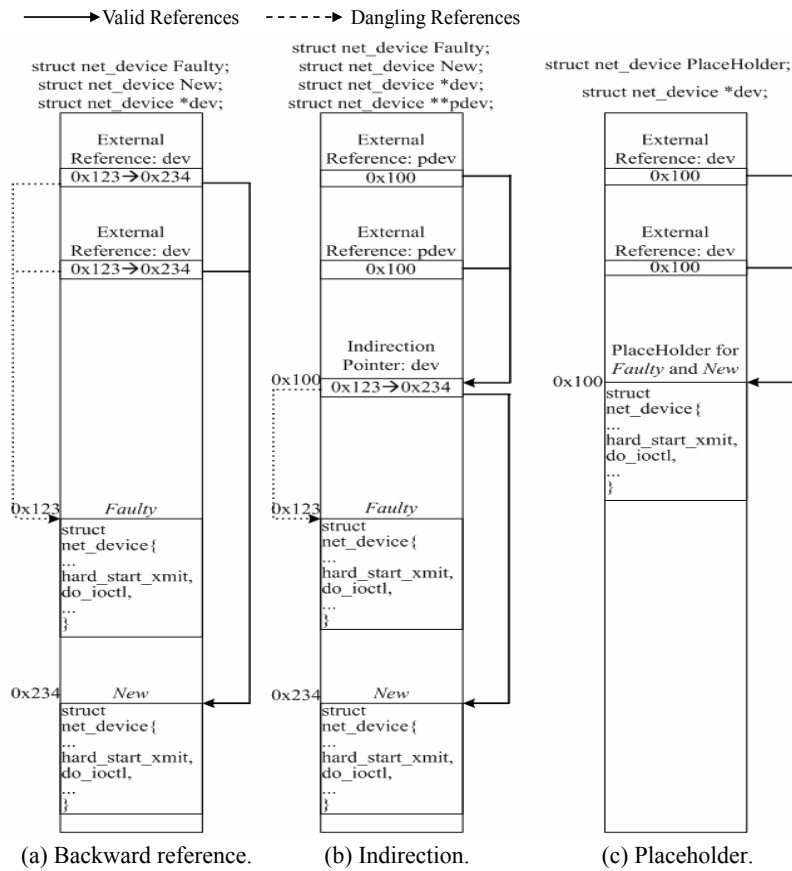 Valid References
Dangling References
struct net_device Faulty;
struct net_device New;
struct net_device *dev;
External
Reference: dev
0x123→0x234
External
Reference: dev
0x123→0x234
0x123
Faulty
struct
net_device{
...
hard_start_xmit,
do_ioctl,
...
}
0x234
New
struct
net_device{
...
hard_start_xmit,
do_ioctl,
...
}
(a) Backward reference.
struct net_device Faulty;
struct net_device New;
struct net_device *dev;
struct net_device **pdev;
External
Reference: pdev
0x100
External
Reference: pdev
0x100
Indirection
Pointer: dev
0x100
0x123→0x234
0x123
Faulty
struct
net_device{
...
hard_start_xmit,
do_ioctl,
...
}
0x234
New
struct
net_device{
...
hard_start_xmit,
do_ioctl,
...
}
(b) Indirection.
struct net_device PlaceHolder;
struct net_device *dev;
External
Reference: dev
0x100
External
Reference: dev
0x100
PlaceHolder for
Faulty and New
0x100
struct
net_device{
...
hard_start_xmit,
do_ioctl,
...
}
(c) Placeholder.